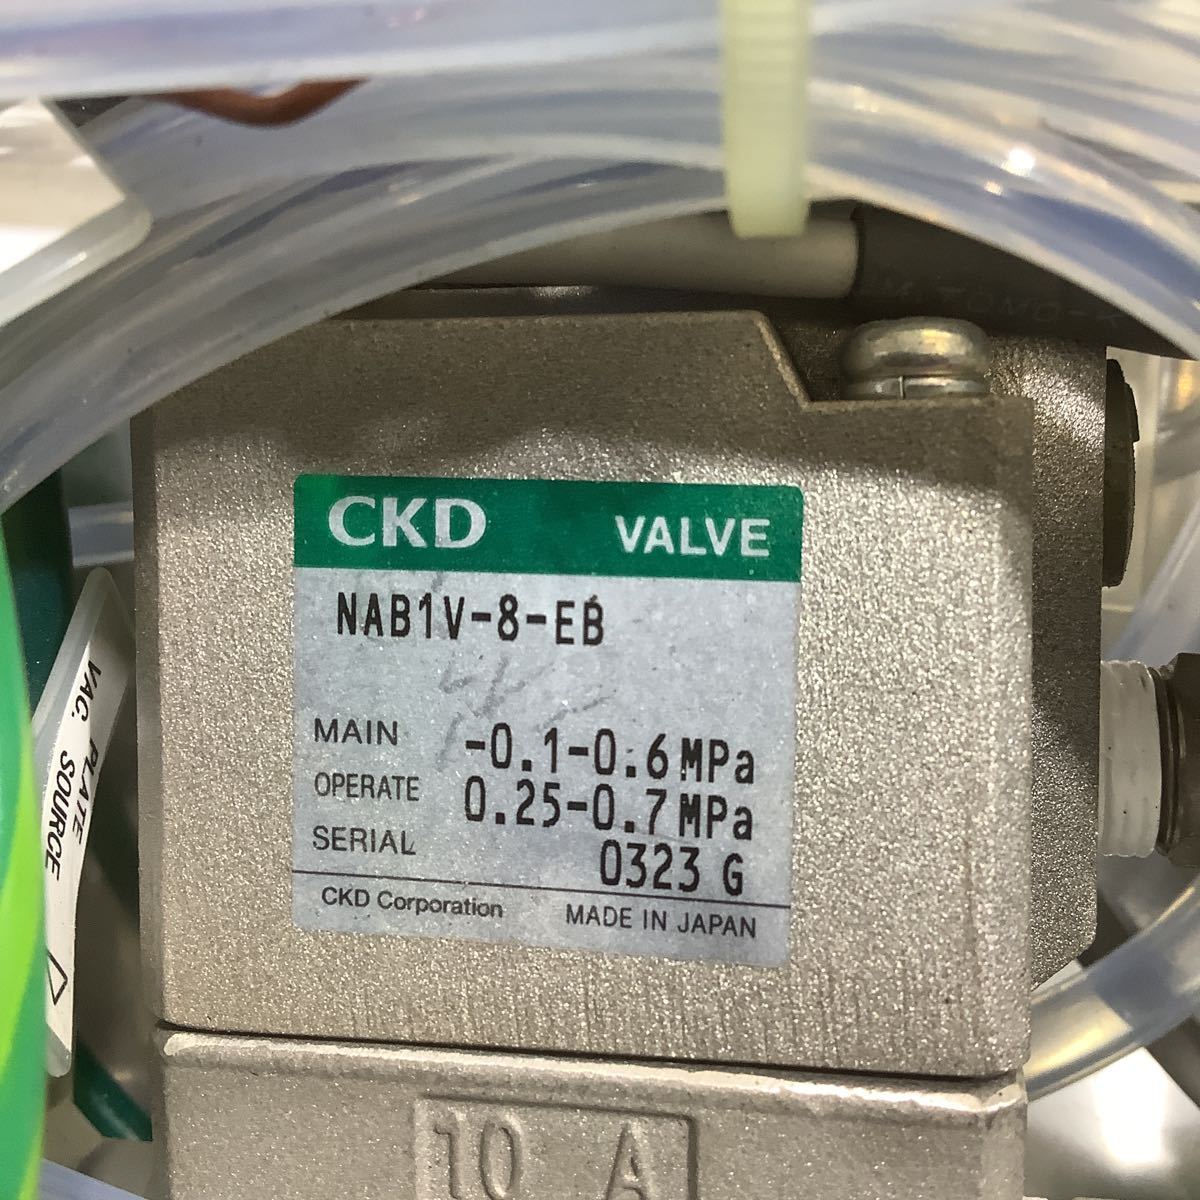 MITOMO-K
CKD VALVE
NAB1V-8-EB
MAIN -0.1-0.6MPa
OPERATE 0.25-0.7MPa
SERIAL 0323 G
CKD Corporation MADE IN JAPAN
VAC. PLATE
SOURCE
10 A